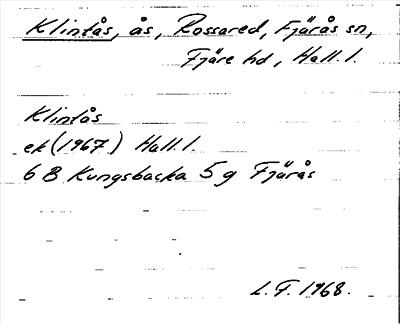 Klintås, ås, Rossared, Fjärås sn,
Fjäre hd, Hall.l.
Klintås
ek (1967) Hall.l.
6 B Kungsbacka 5 g Fjärås
L.F. 1968.